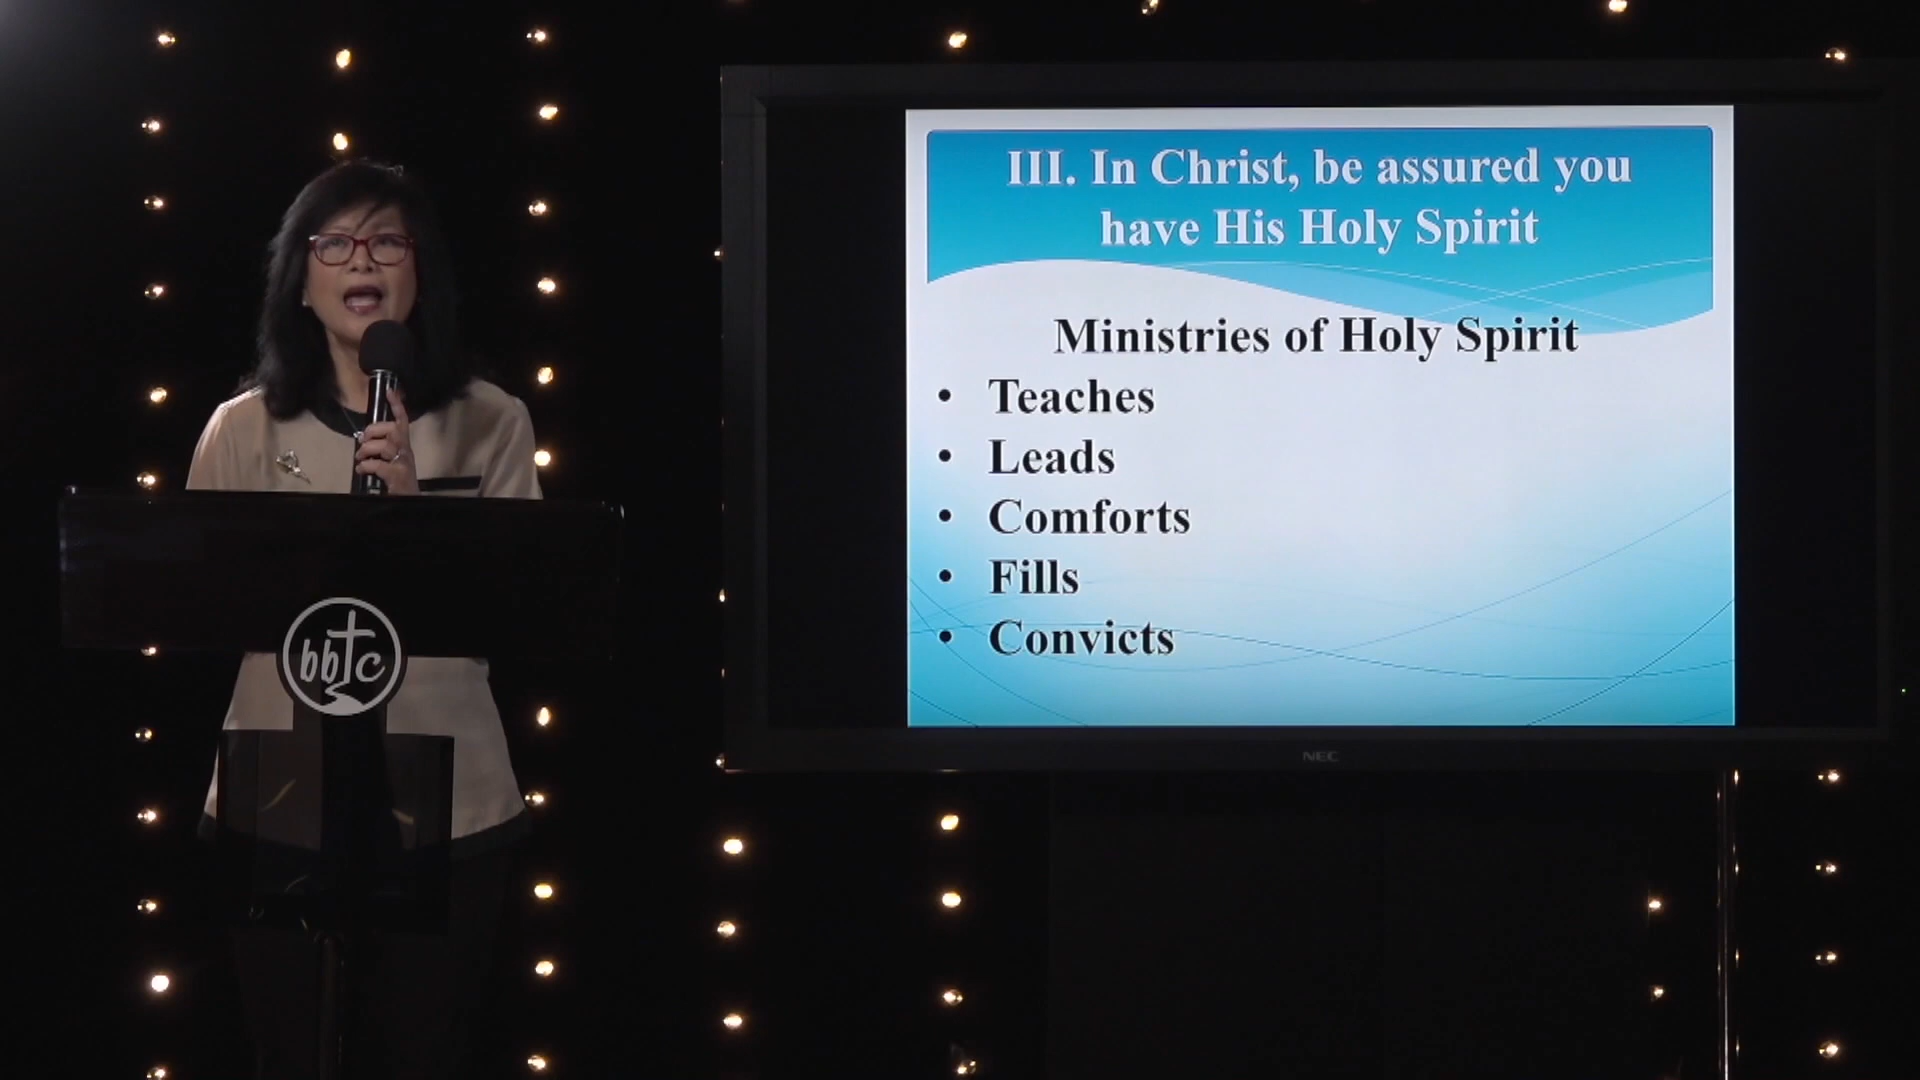 III. In Christ, be assured you
have His Holy Spirit
Ministries of Holy Spirit
• Teaches
• Leads
• Comforts
• Fills
• Convicts
bbtc
NEC